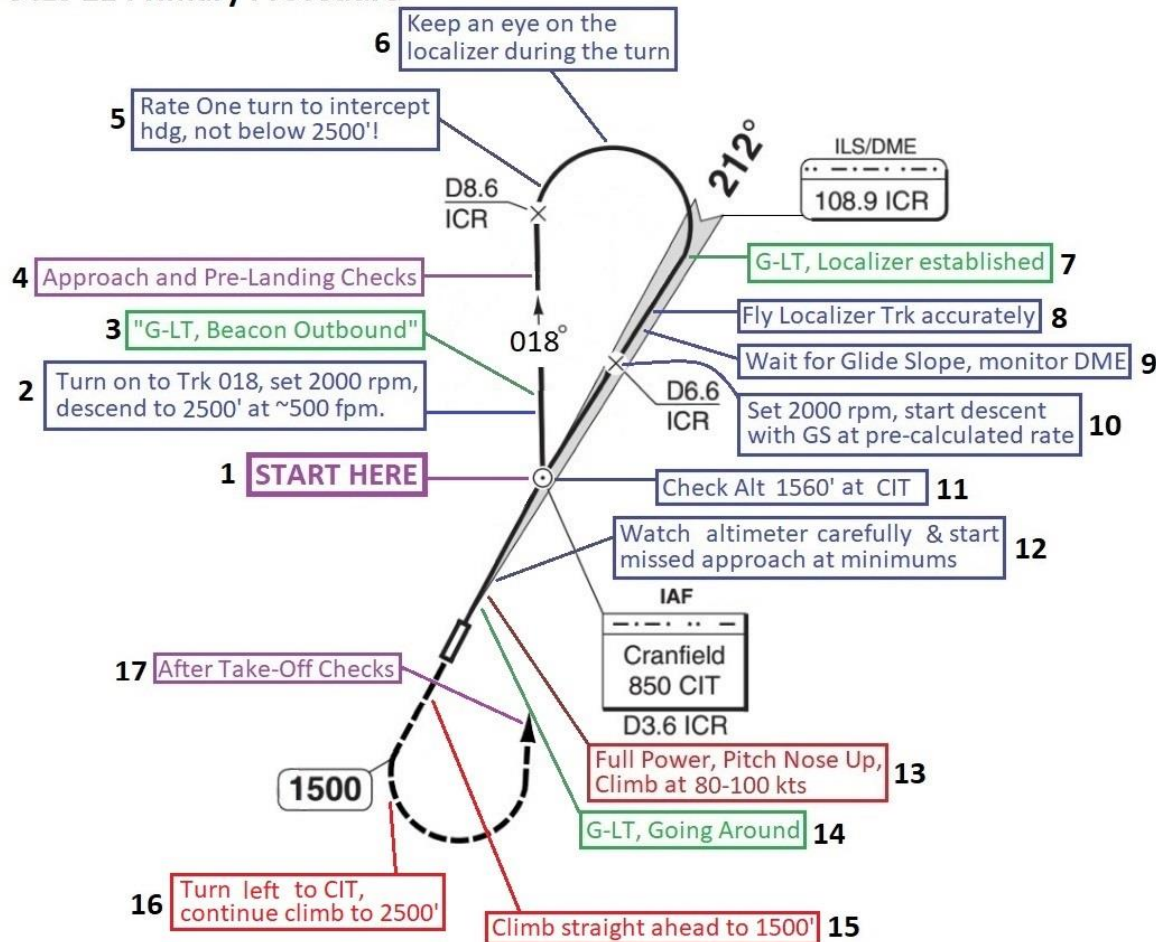 6
Keep an eye on the
localizer during the turn
5
Rate One turn to intercept
hdg, not below 2500'!
212°
ILS/DME
108.9 ICR
D8.6
ICR
4
Approach and Pre-Landing Checks
G-LT, Localizer established
7
3
"G-LT, Beacon Outbound"
018°
Fly Localizer Trk accurately
8
Wait for Glide Slope, monitor DME
9
2
Turn on to Trk 018, set 2000 rpm,
descend to 2500' at ~500 fpm.
D6.6
ICR
Set 2000 rpm, start descent
with GS at pre-calculated rate
10
1
START HERE
Check Alt 1560' at CIT
11
Watch altimeter carefully & start
missed approach at minimums
12
IAF
Cranfield
850 CIT
D3.6 ICR
17
After Take-Off Checks
1500
Full Power, Pitch Nose Up,
Climb at 80-100 kts
13
G-LT, Going Around
14
16
Turn left to CIT,
continue climb to 2500'
Climb straight ahead to 1500'
15